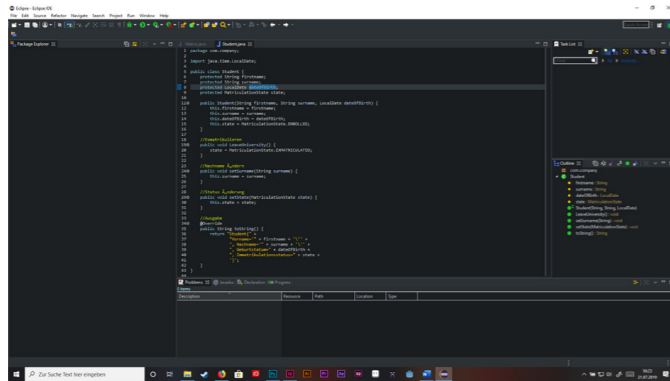 Eclipse - Eclipse IDE
File Edit Source Refactor Navigate Search Project Run Window Help
Package Explorer
Student.java
package com.company;
import java.time.LocalDate;
public class Student {
protected String firstname;
protected String surname;
protected LocalDate dateOfBirth;
protected MatriculationState state;
public Student(String firstname, String surname, LocalDate dateOfBirth) {
this.firstname = firstname;
this.surname = surname;
this.dateOfBirth = dateOfBirth;
this.state = MatriculationState.ENROLLED;
}
//Exmatrikulieren
public void leaveUniversity() {
state = MatriculationState.EXMATRICULATED;
}
//Nachname Ä„ndern
public void setSurname(String surname) {
this.surname = surname;
}
//Status Ä„nderung
public void setState(MatriculationState state) {
this.state = state;
}
//Ausgabe
@Override
public String toString() {
return "Student{" +
"Vorname='" + firstname + '\'' +
", Nachname='" + surname + '\'' +
", Geburtsdatum=" + dateOfBirth +
", Immatrikulationsstatus=" + state +
'}';
}
}
Task List
Outline
com.company
Student
firstname : String
surname : String
dateOfBirth : LocalDate
state : MatriculationState
Student(String, String, LocalDate)
leaveUniversity() : void
setSurname(String) : void
setState(MatriculationState) : void
toString() : String
Problems Javadoc Declaration Progress
0 items
Description Resource Path Location Type
Zur Suche Text hier eingeben
16:22
31.07.2019